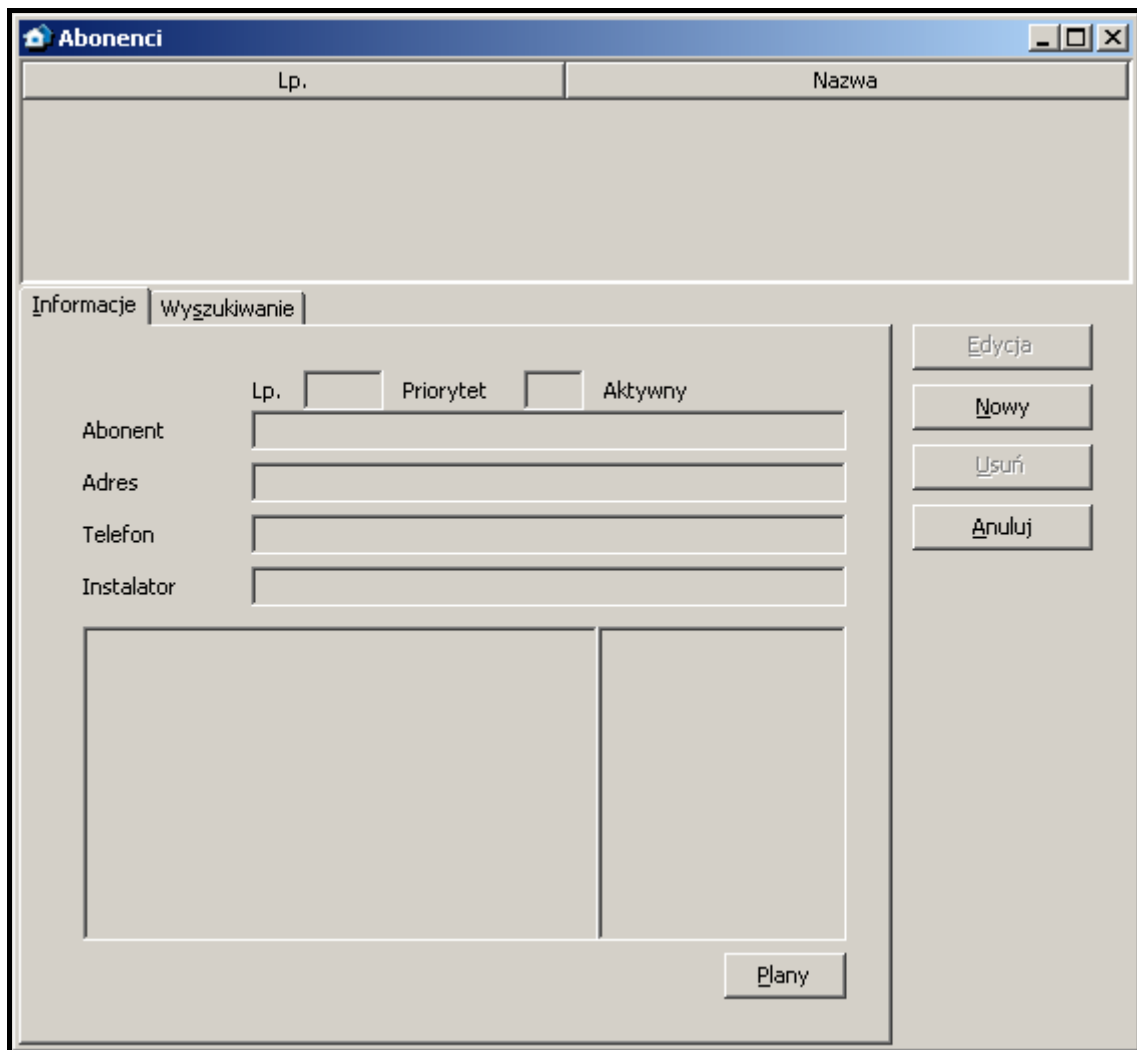 Abonenci
Lp. Nazwa
Informacje Wyszukiwanie
Edycja
Lp. Priorytet Aktywny
Nowy
Abonent
Usuń
Adres
Anuluj
Telefon
Instalator
Plany